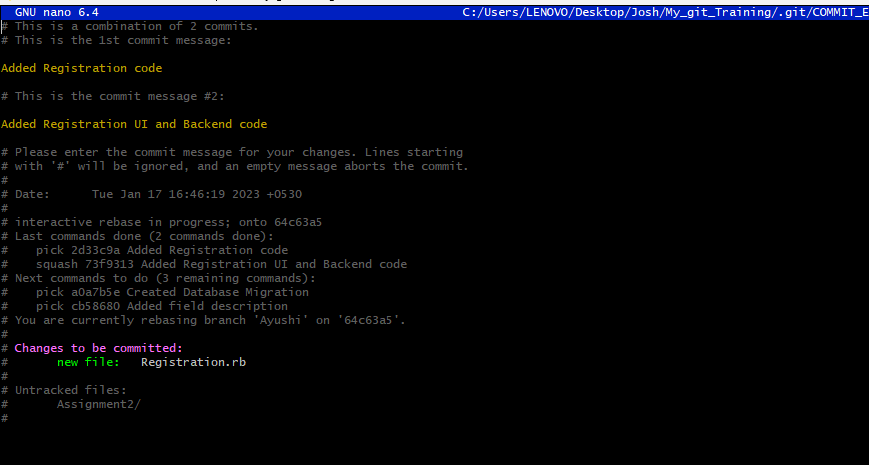 GNU nano 6.4 C:/Users/LENOVO/Desktop/Josh/My_git_Training/.git/COMMIT_E
# This is a combination of 2 commits.
# This is the 1st commit message:
Added Registration code
# This is the commit message #2:
Added Registration UI and Backend code
# Please enter the commit message for your changes. Lines starting
# with '#' will be ignored, and an empty message aborts the commit.
#
# Date:      Tue Jan 17 16:46:19 2023 +0530
#
# interactive rebase in progress; onto 64c63a5
# Last commands done (2 commands done):
#    pick 2d33c9a Added Registration code
#    squash 73f9313 Added Registration UI and Backend code
# Next commands to do (3 remaining commands):
#    pick a0a7b5e Created Database Migration
#    pick cb58680 Added field description
# You are currently rebasing branch 'Ayushi' on '64c63a5'.
#
# Changes to be committed:
#       new file:   Registration.rb
#
# Untracked files:
#       Assignment2/
#